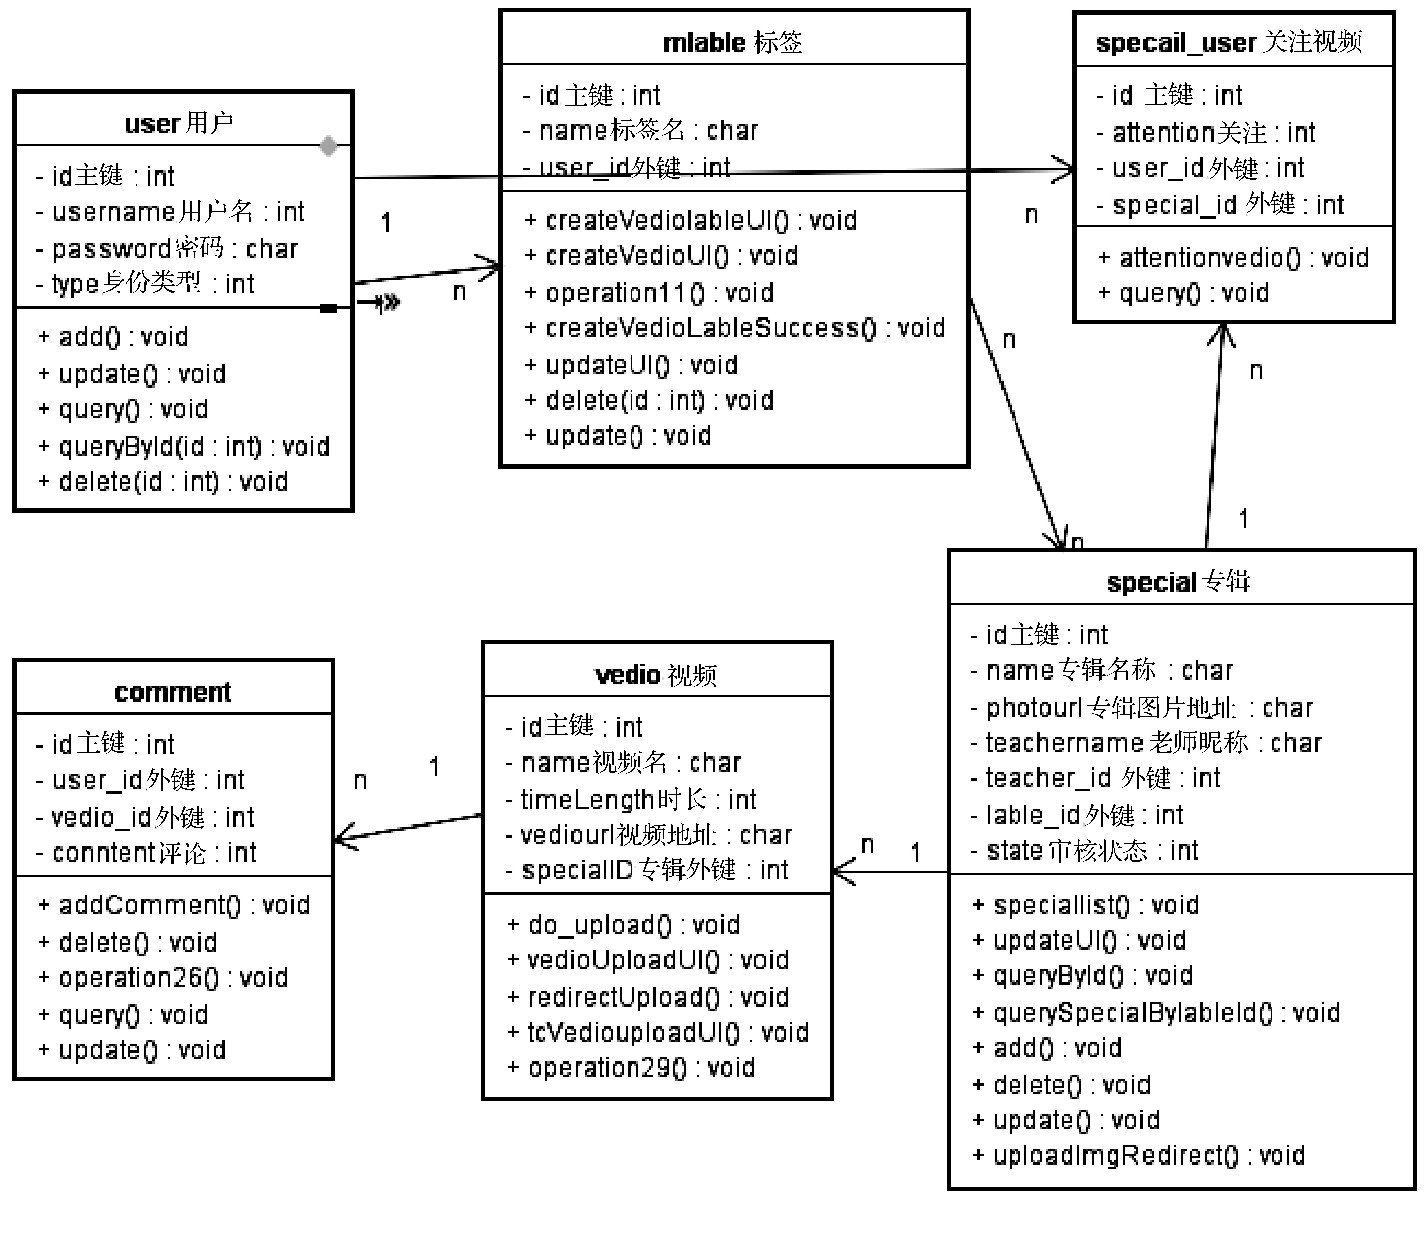 user 用户
- id主键 : int
- username用户名 : int
- password密码 : char
- type身份类型 : int
+ add() : void
+ update() : void
+ query() : void
+ queryById(id : int) : void
+ delete(id : int) : void
mlable 标签
- id主键 : int
- name标签名 : char
- user_id外键 : int
+ createVediolableUI() : void
+ createVedioUI() : void
+ operation11() : void
+ createVedioLableSuccess() : void
+ updateUI() : void
+ delete(id : int) : void
+ update() : void
specail_user 关注视频
- id 主键 : int
- attention关注 : int
- user_id外键 : int
- special_id 外键 : int
+ attentionvedio() : void
+ query() : void
1
n
n
n
n
n
1
special 专辑
- id主键 : int
- name专辑名称 : char
- photourl专辑图片地址 : char
- teachername老师昵称 : char
- teacher_id 外键 : int
- lable_id外键 : int
- state审核状态 : int
+ speciallist() : void
+ updateUI() : void
+ queryById() : void
+ querySpecialBylableId() : void
+ add() : void
+ delete() : void
+ update() : void
+ uploadImgRedirect() : void
n
1
vedio 视频
- id主键 : int
- name视频名 : char
- timeLength时长 : int
- vediourl视频地址 : char
- specialID专辑外键 : int
+ do_upload() : void
+ vedioUploadUI() : void
+ redirectUpload() : void
+ tcVediouploadUI() : void
+ operation29() : void
n
1
comment
- id主键 : int
- user_id外键 : int
- vedio_id外键 : int
- conntent评论 : int
+ addComment() : void
+ delete() : void
+ operation26() : void
+ query() : void
+ update() : void